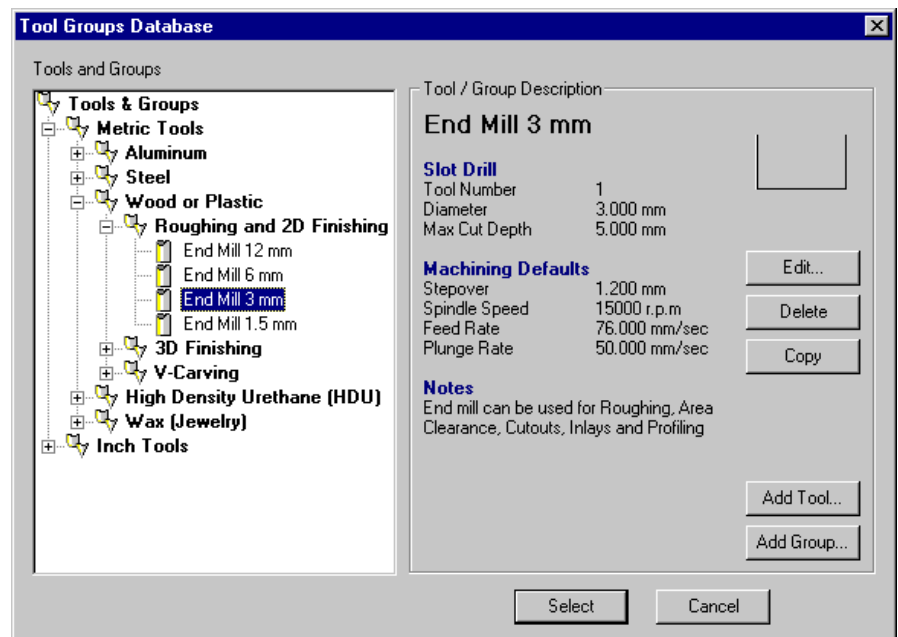 Tool Groups Database
Tools and Groups
Tools & Groups
Metric Tools
Aluminum
Steel
Wood or Plastic
Roughing and 2D Finishing
End Mill 12 mm
End Mill 6 mm
End Mill 3 mm
End Mill 1.5 mm
3D Finishing
V-Carving
High Density Urethane (HDU)
Wax (Jewelry)
Inch Tools
Tool / Group Description
End Mill 3 mm
Slot Drill
Tool Number 1
Diameter 3.000 mm
Max Cut Depth 5.000 mm
Machining Defaults
Stepover 1.200 mm
Spindle Speed 15000 r.p.m
Feed Rate 76.000 mm/sec
Plunge Rate 50.000 mm/sec
Notes
End mill can be used for Roughing, Area
Clearance, Cutouts, Inlays and Profiling
Edit...
Delete
Copy
Add Tool...
Add Group...
Select Cancel